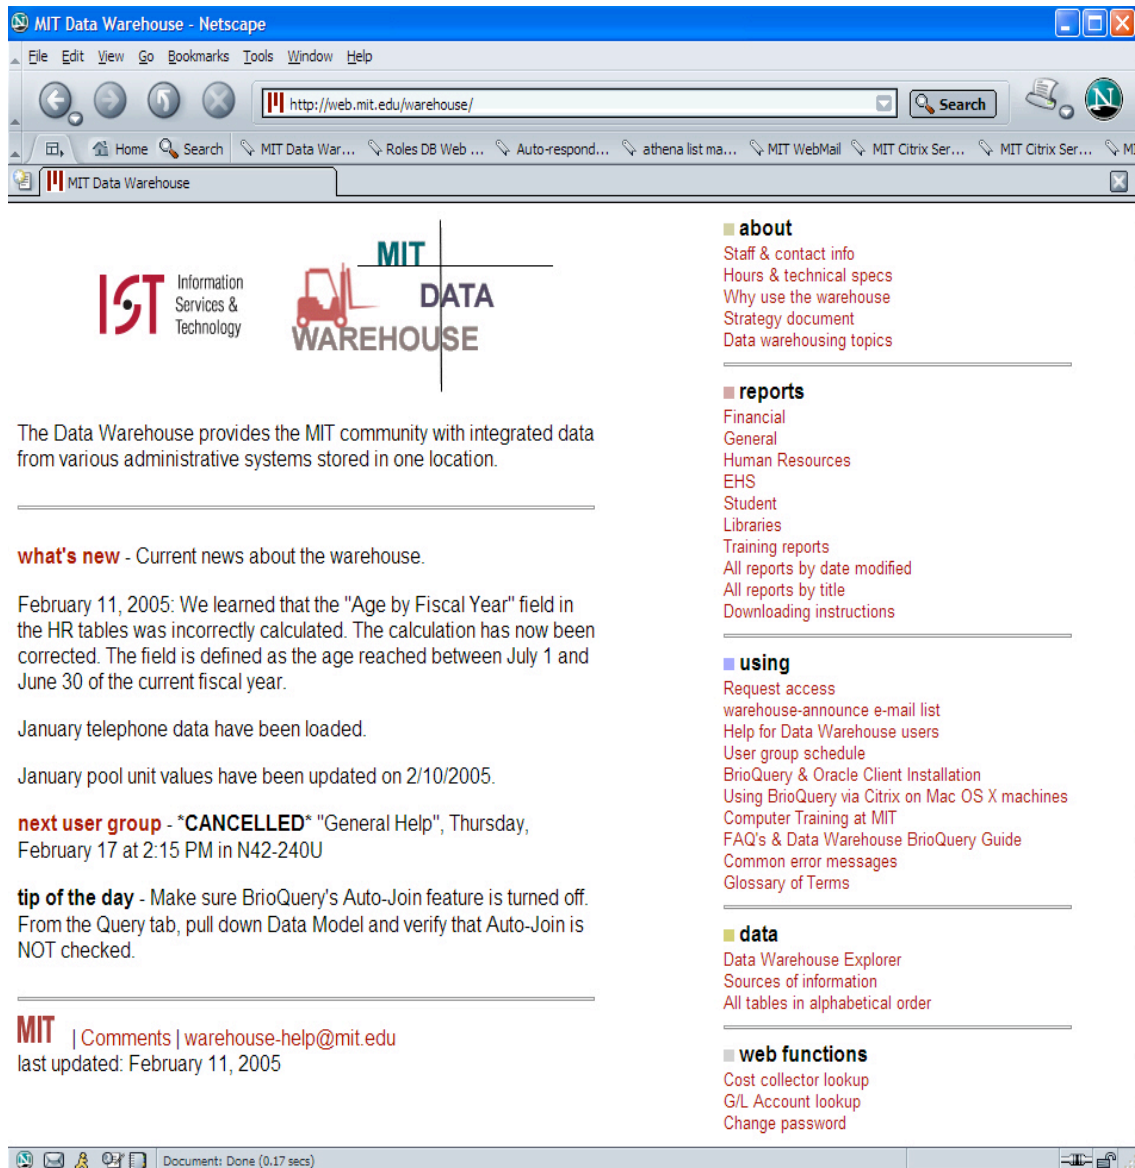 MIT Data Warehouse - Netscape
File Edit View Go Bookmarks Tools Window Help
http://web.mit.edu/warehouse/
Search
N
Home Search MIT Data War... Roles DB Web ... Auto-respond... athena list ma... MIT WebMail MIT Citrix Ser... MIT Citrix Ser...
MIT Data Warehouse
IST Information
Services &
Technology
MIT
DATA
WAREHOUSE
The Data Warehouse provides the MIT community with integrated data
from various administrative systems stored in one location.
what's new - Current news about the warehouse.
February 11, 2005: We learned that the "Age by Fiscal Year" field in
the HR tables was incorrectly calculated. The calculation has now been
corrected. The field is defined as the age reached between July 1 and
June 30 of the current fiscal year.
January telephone data have been loaded.
January pool unit values have been updated on 2/10/2005.
next user group - *CANCELLED* "General Help", Thursday,
February 17 at 2:15 PM in N42-240U
tip of the day - Make sure BrioQuery's Auto-Join feature is turned off.
From the Query tab, pull down Data Model and verify that Auto-Join is
NOT checked.
MIT | Comments | warehouse-help@mit.edu
last updated: February 11, 2005
about
Staff & contact info
Hours & technical specs
Why use the warehouse
Strategy document
Data warehousing topics
reports
Financial
General
Human Resources
EHS
Student
Libraries
Training reports
All reports by date modified
All reports by title
Downloading instructions
using
Request access
warehouse-announce e-mail list
Help for Data Warehouse users
User group schedule
BrioQuery & Oracle Client Installation
Using BrioQuery via Citrix on Mac OS X machines
Computer Training at MIT
FAQ's & Data Warehouse BrioQuery Guide
Common error messages
Glossary of Terms
data
Data Warehouse Explorer
Sources of information
All tables in alphabetical order
web functions
Cost collector lookup
G/L Account lookup
Change password
Document: Done (0.17 secs)